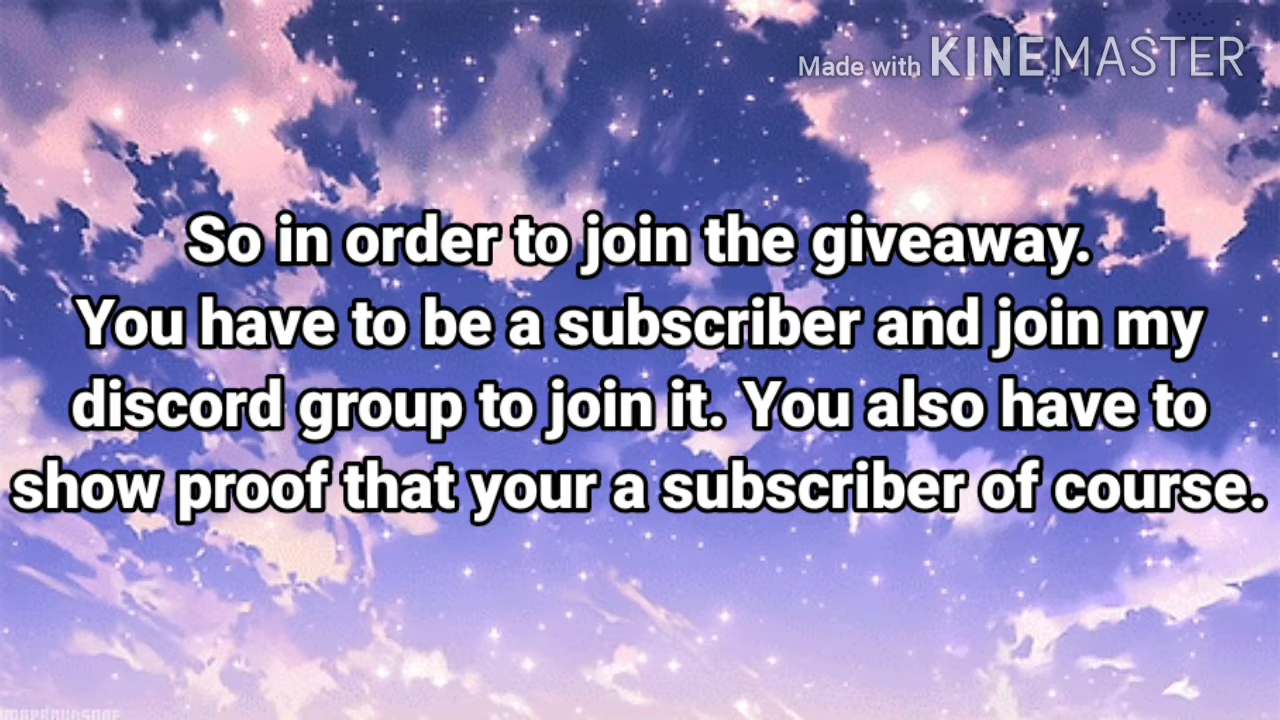 Made with KINEMASTER
So in order to join the giveaway.
You have to be a subscriber and join my
discord group to join it. You also have to
show proof that your a subscriber of course.